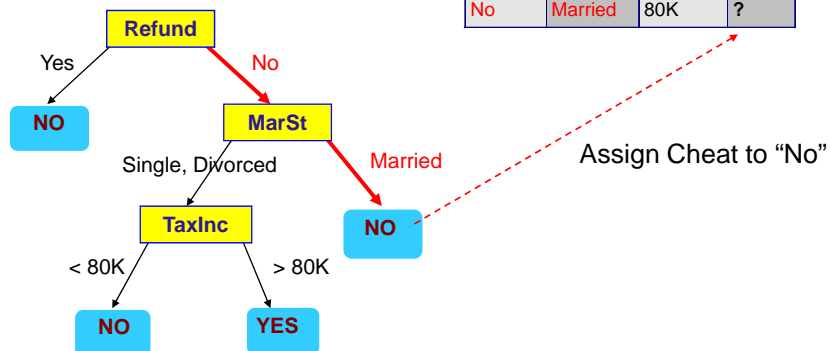 No Married 80K ?
Refund
Yes No
NO MarSt
Single, Divorced Married
Assign Cheat to “No”
TaxInc NO
< 80K > 80K
NO YES